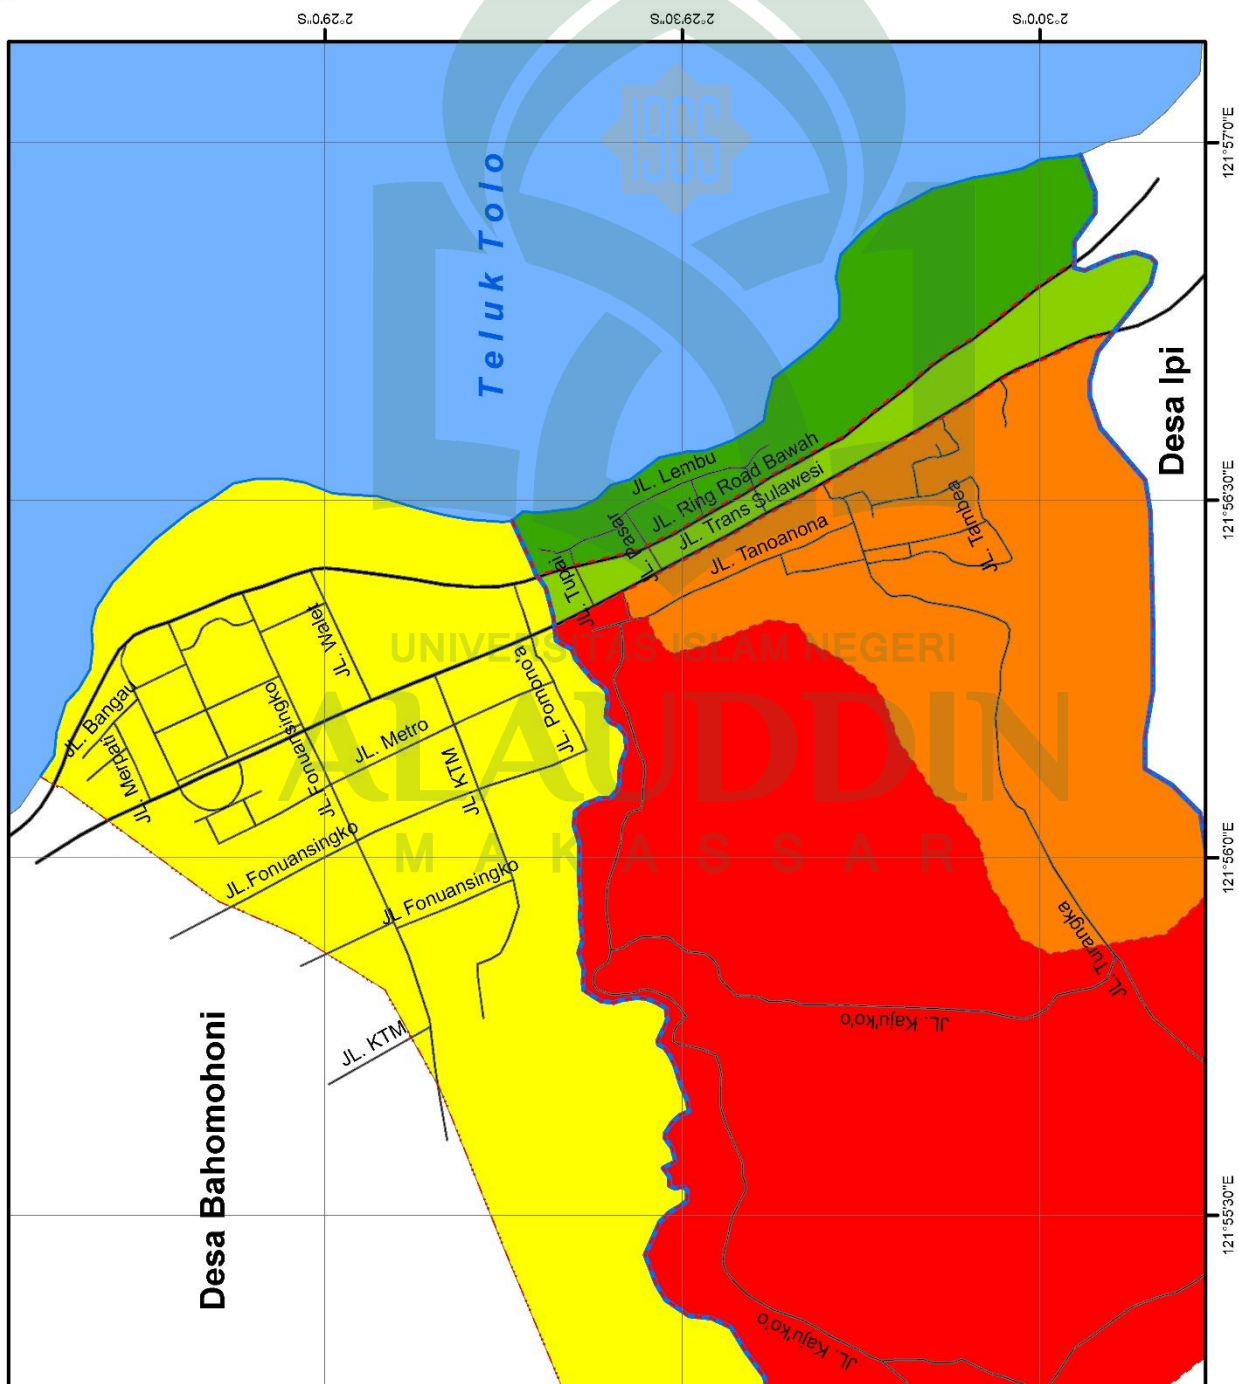 2°29'0"S
2°29'30"S
2°30'0"S
121°57'0"E
1965
Teluk Tolo
Desa Ipi
JL. Lembu
JL. Ring Road Bawah
JL. Pasar
JL. Trans Sulawesi
121°56'30"E
JL. Tanoanona
JL. Tambea
JL. Tupai
JL. Walet
UNIVERSITAS ISLAM NEGERI
JL. Pombno'a
JL. Bangau
JL. Fonuansingko
JL. Metro
JL. Merpati
JL. KTM
ALAUDDIN
JL.Fonuansingko
MAKASSAR
121°56'0"E
JL Fonuansingko
JL. Turangka
JL. Kaju'ko'o
JL. KTM
Desa Bahomohoni
121°55'30"E
JL. Kaju'ko'o